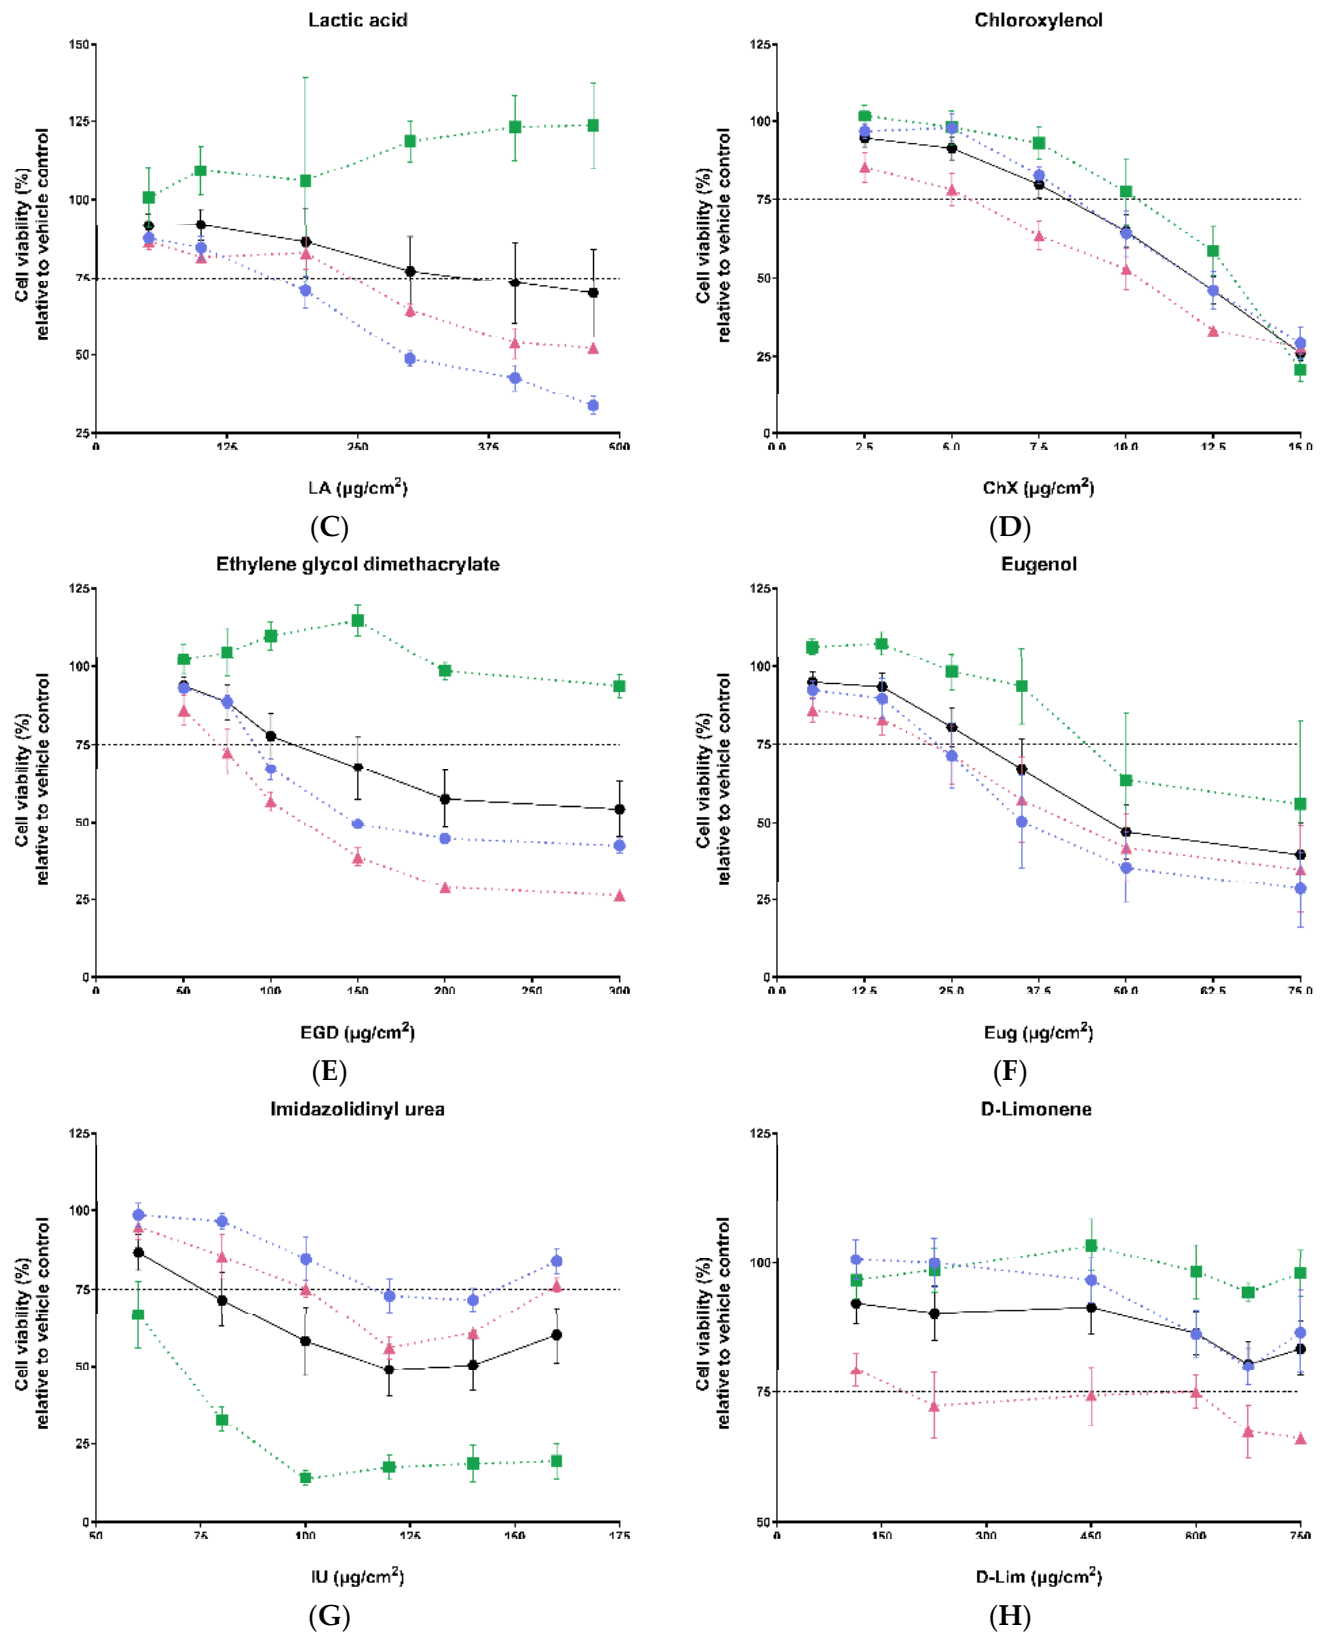 Lactic acid
150
125
100
75
50
25
0 125 250 375 500
Cell viability (%)
relative to vehicle control
LA (µg/cm²)
(C)
Chloroxylenol
125
100
75
50
25
0
0.0 2.5 5.0 7.5 10.0 12.5 15.0
Cell viability (%)
relative to vehicle control
ChX (µg/cm²)
(D)
Ethylene glycol dimethacrylate
125
100
75
50
25
0
0 50 100 150 200 250 300
Cell viability (%)
relative to vehicle control
EGD (µg/cm²)
(E)
Eugenol
125
100
75
50
25
0
0.0 12.5 25.0 37.5 50.0 62.5 75.0
Cell viability (%)
relative to vehicle control
Eug (µg/cm²)
(F)
Imidazolidinyl urea
125
100
75
50
25
0
50 75 100 125 150 175
Cell viability (%)
relative to vehicle control
IU (µg/cm²)
(G)
D-Limonene
125
100
75
50
0 150 300 450 600 750
Cell viability (%)
relative to vehicle control
D-Lim (µg/cm²)
(H)